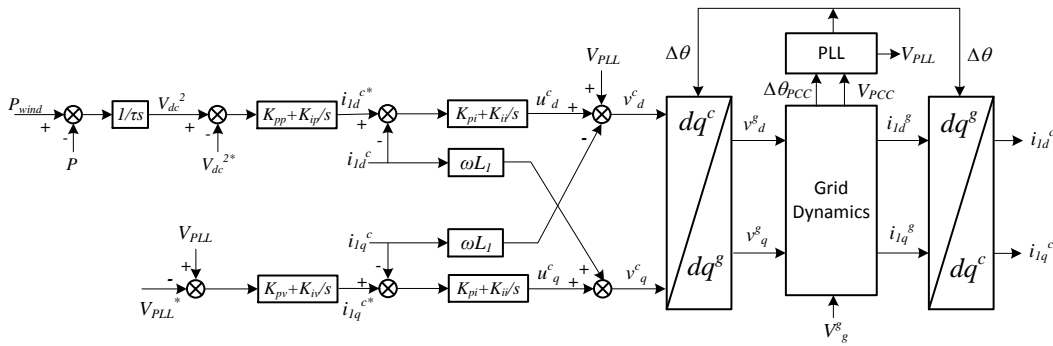 P_wind
+
-
P
1/τs
V_dc^2
+
-
V_dc^2*
K_pp+K_ip/s
i_1d^c*
+
-
i_1d^c
K_pi+K_ii/s
u^c_d
+
V_PLL
+
-
v^c_d
ωL_1
i_1q^c
ωL_1
V_PLL
+
-
V_PLL^*
K_pv+K_iv/s
i_1q^c*
+
-
K_pi+K_ii/s
u^c_q
+
+
v^c_q
Δθ
dq^c
dq^g
v^g_d
v^g_q
PLL
V_PLL
Δθ_PCC
V_PCC
Grid
Dynamics
V^g_g
i_1d^g
i_1q^g
Δθ
dq^g
dq^c
i_1d^c
i_1q^c